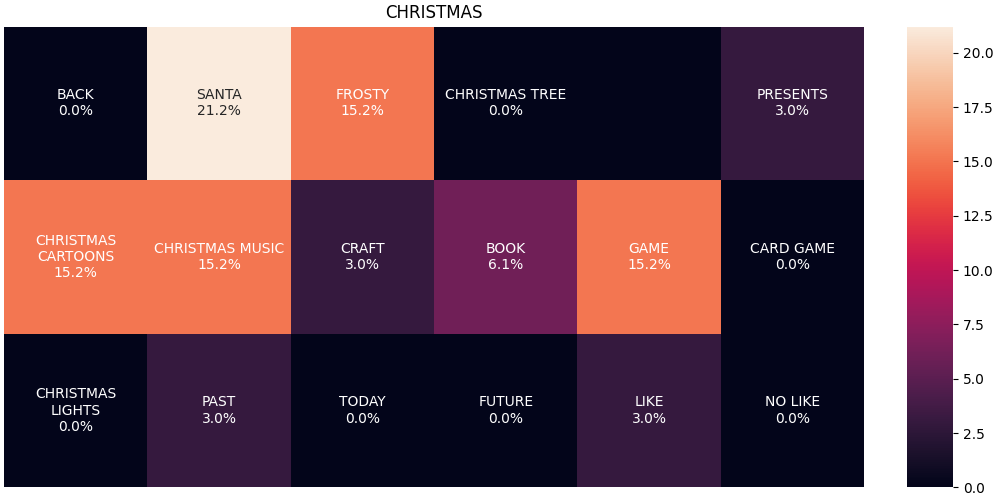 CHRISTMAS
BACK
0.0%
SANTA
21.2%
FROSTY
15.2%
CHRISTMAS TREE
0.0%
PRESENTS
3.0%
CHRISTMAS
CARTOONS
15.2%
CHRISTMAS MUSIC
15.2%
CRAFT
3.0%
BOOK
6.1%
GAME
15.2%
CARD GAME
0.0%
CHRISTMAS
LIGHTS
0.0%
PAST
3.0%
TODAY
0.0%
FUTURE
0.0%
LIKE
3.0%
NO LIKE
0.0%
20.0
17.5
15.0
12.5
10.0
7.5
5.0
2.5
0.0